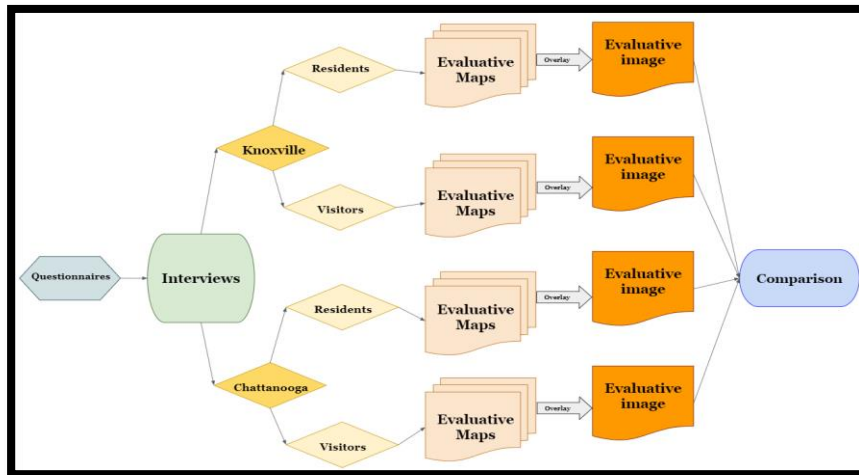 Residents
Evaluative
Maps
Overlay
Evaluative
image
Knoxville
Visitors
Evaluative
Maps
Overlay
Evaluative
image
Questionnaires
Interviews
Comparison
Residents
Evaluative
Maps
Overlay
Evaluative
image
Chattanooga
Visitors
Evaluative
Maps
Overlay
Evaluative
image